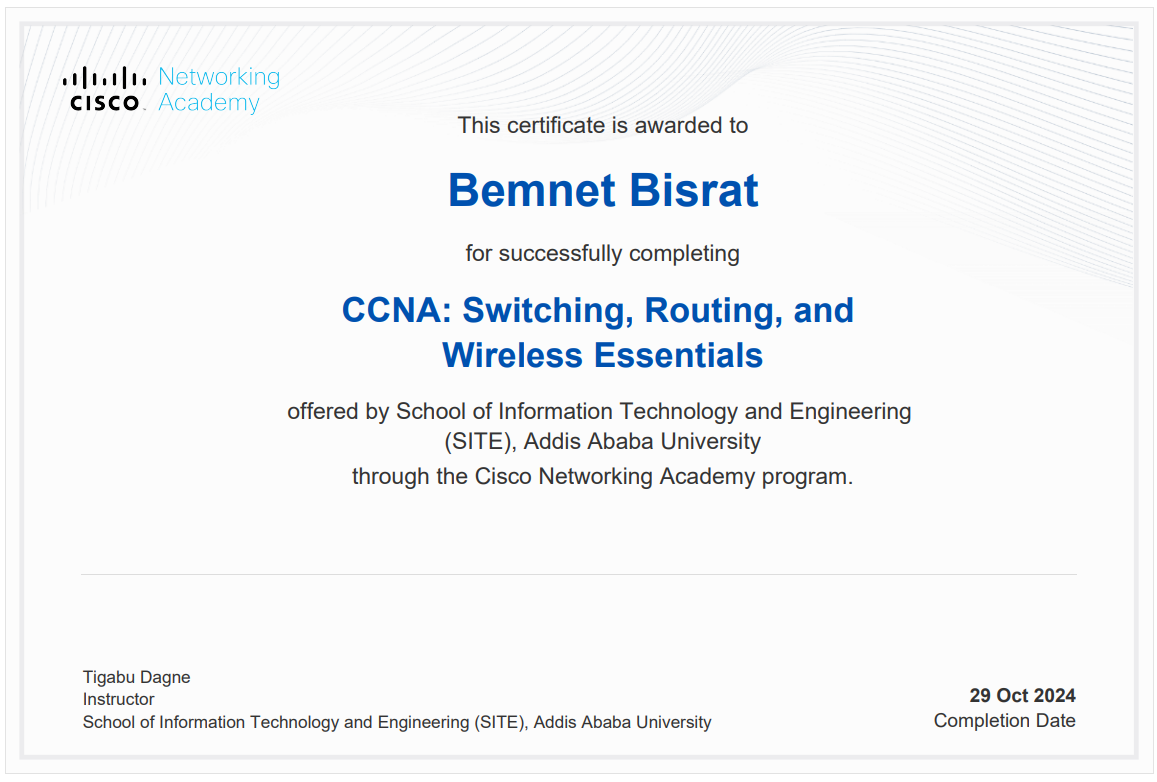 Networking
CISCO Academy
This certificate is awarded to
Bemnet Bisrat
for successfully completing
CCNA: Switching, Routing, and
Wireless Essentials
offered by School of Information Technology and Engineering
(SITE), Addis Ababa University
through the Cisco Networking Academy program.
Tigabu Dagne
Instructor
School of Information Technology and Engineering (SITE), Addis Ababa University
29 Oct 2024
Completion Date